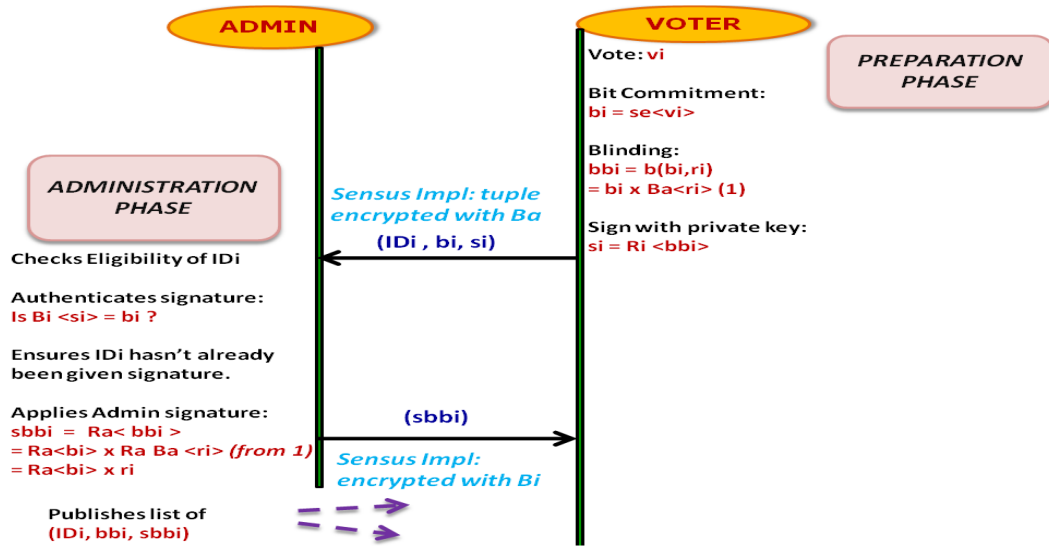 ADMIN
VOTER
Vote: vi
PREPARATION
PHASE
Bit Commitment:
bi = se<vi>
Blinding:
bbi = b(bi,ri)
= bi x Ba<ri> (1)
Sign with private key:
si = Ri <bbi>
ADMINISTRATION
PHASE
Sensus Impl: tuple
encrypted with Ba
(IDi , bi, si)
Checks Eligibility of IDi
Authenticates signature:
Is Bi <si> = bi ?
Ensures IDi hasn't already
been given signature.
Applies Admin signature:
sbbi = Ra< bbi >
= Ra<bi> x Ra Ba <ri> (from 1)
= Ra<bi> x ri
(sbbi)
Sensus Impl:
encrypted with Bi
Publishes list of
(IDi, bbi, sbbi)